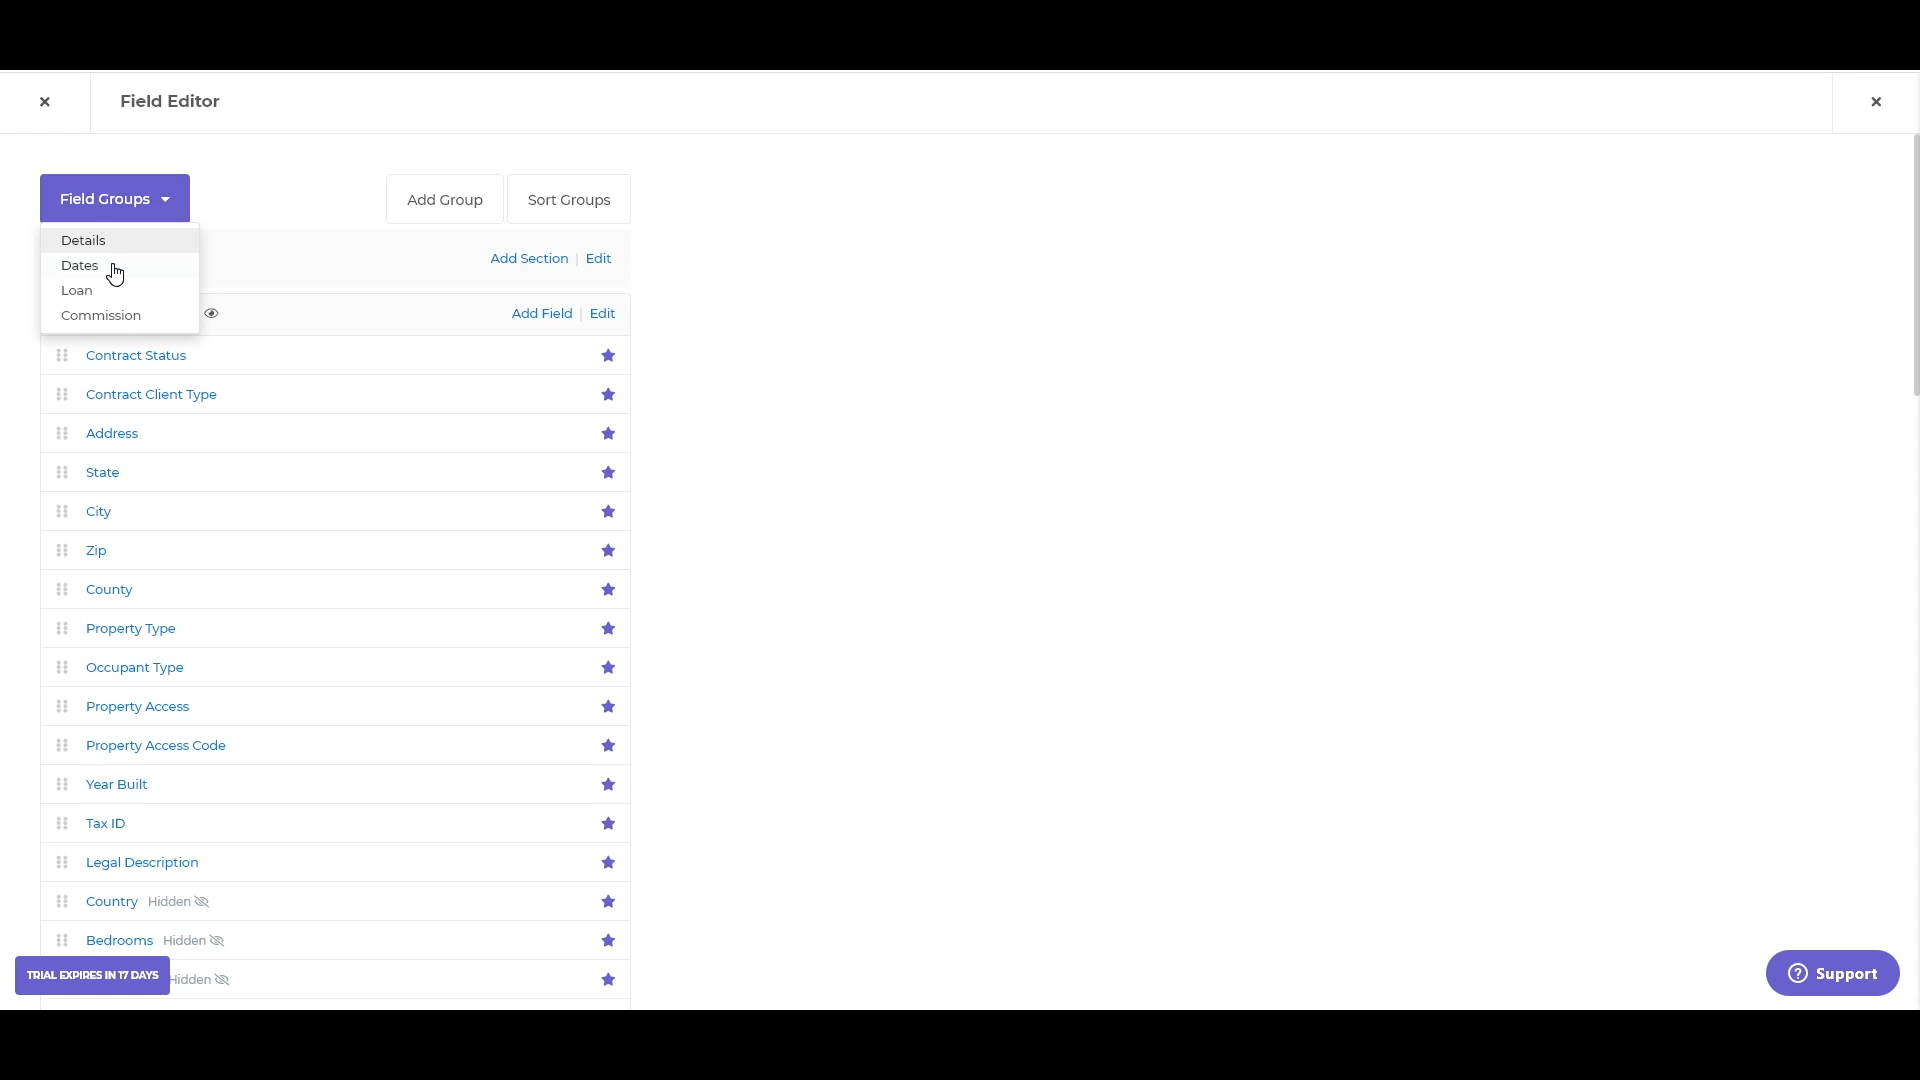 Field Editor
Field Groups
Add Group
Sort Groups
Details
Dates
Loan
Commission
Add Section | Edit
Add Field | Edit
Contract Status
Contract Client Type
Address
State
City
Zip
County
Property Type
Occupant Type
Property Access
Property Access Code
Year Built
Tax ID
Legal Description
Country Hidden
Bedrooms Hidden
Hidden
TRIAL EXPIRES IN 17 DAYS
Support